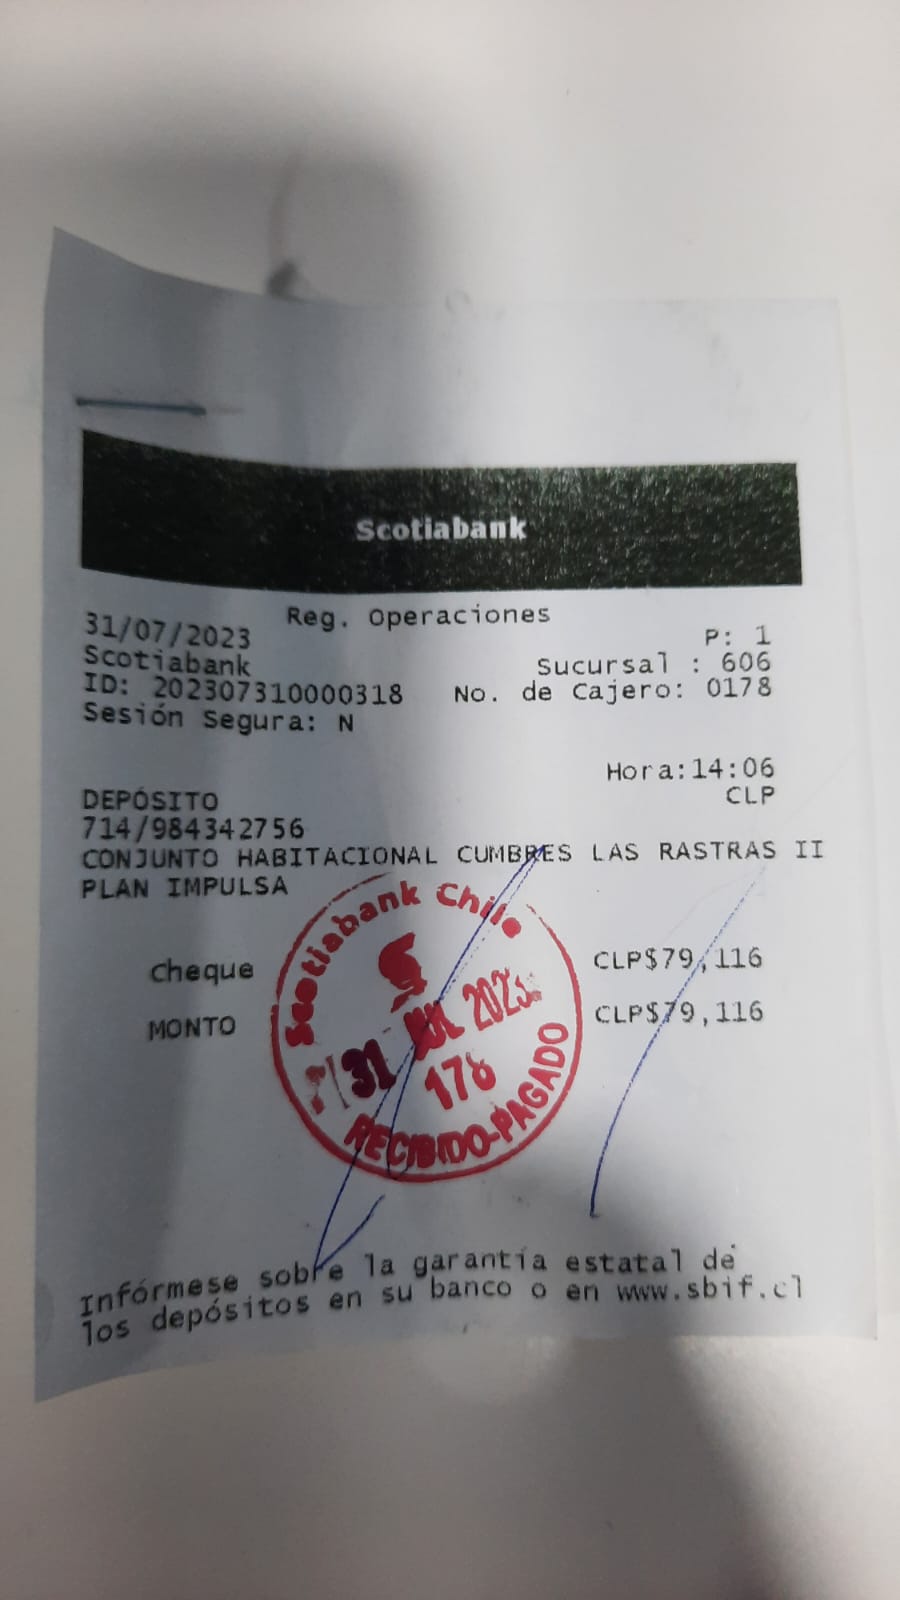 Scotiabank
Reg. Operaciones
31/07/2023 P: 1
Scotiabank Sucursal : 606
ID: 202307310000318 No. de Cajero: 0178
Sesión Segura: N
Hora:14:06
DEPÓSITO CLP
714/984342756
CONJUNTO HABITACIONAL CUMBRES LAS RASTRAS II
PLAN IMPULSA
Cheque CLP$79,116
MONTO CLP$79,116
Scotiabank Chile
31 JUL 2023
178
RECIBIDO-PAGADO
Infórmese sobre la garantía estatal de
los depósitos en su banco o en www.sbif.cl